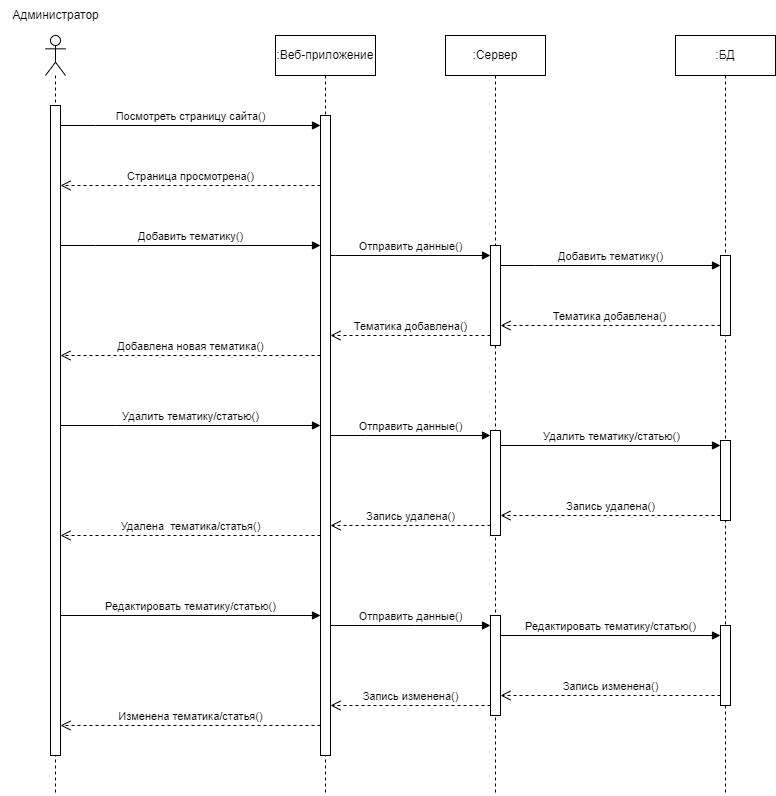 Администратор
:Веб-приложение
:Сервер
:БД
Посмотреть страницу сайта()
Страница просмотрена()
Добавить тематику()
Отправить данные()
Добавить тематику()
Тематика добавлена()
Тематика добавлена()
Добавлена новая тематика()
Удалить тематику/статью()
Отправить данные()
Удалить тематику/статью()
Запись удалена()
Запись удалена()
Удалена  тематика/статья()
Редактировать тематику/статью()
Отправить данные()
Редактировать тематику/статью()
Запись изменена()
Запись изменена()
Изменена тематика/статья()